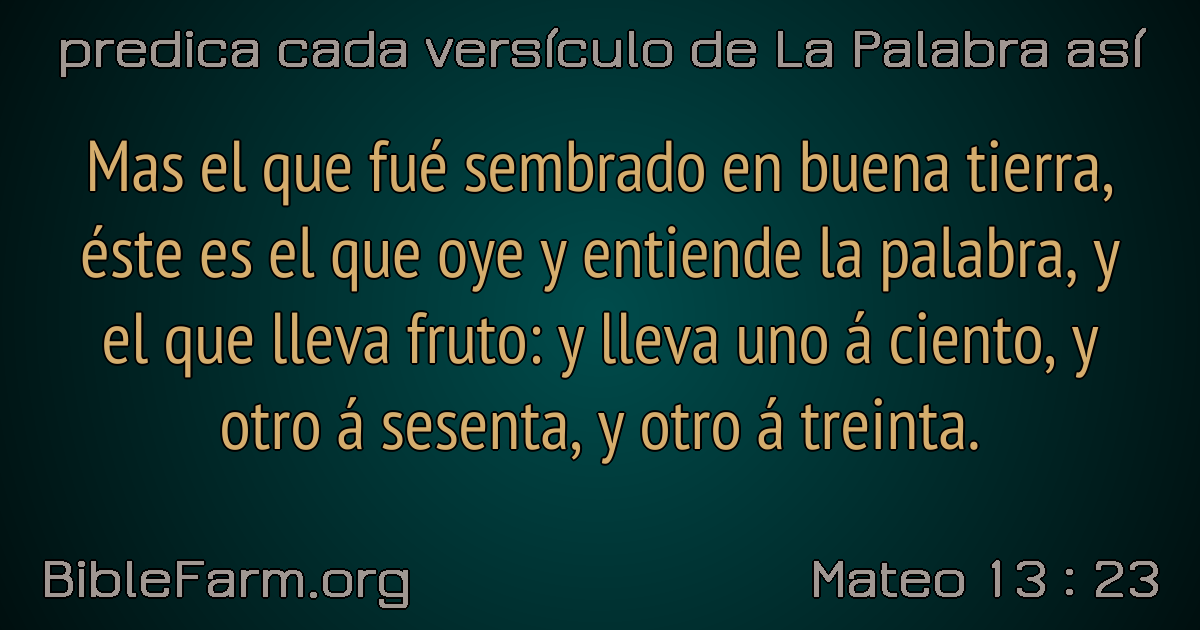 predica cada versículo de La Palabra así
Mas el que fué sembrado en buena tierra,
éste es el que oye y entiende la palabra, y
el que lleva fruto: y lleva uno á ciento, y
otro á sesenta, y otro á treinta.
BibleFarm.org
Mateo 13 : 23